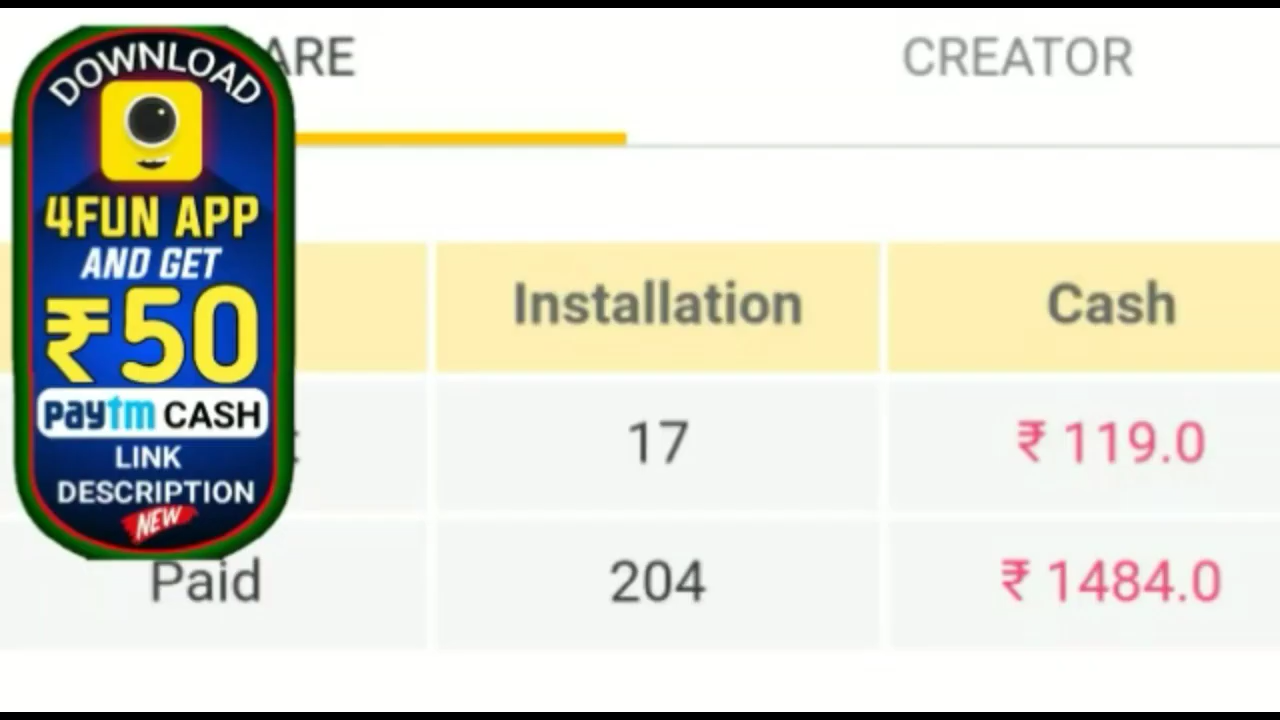 ARE
CREATOR
DOWNLOAD
4FUN APP
AND GET
₹50
paytm CASH
LINK
DESCRIPTION
NEW
Installation
Cash
17
₹ 119.0
Paid
204
₹ 1484.0